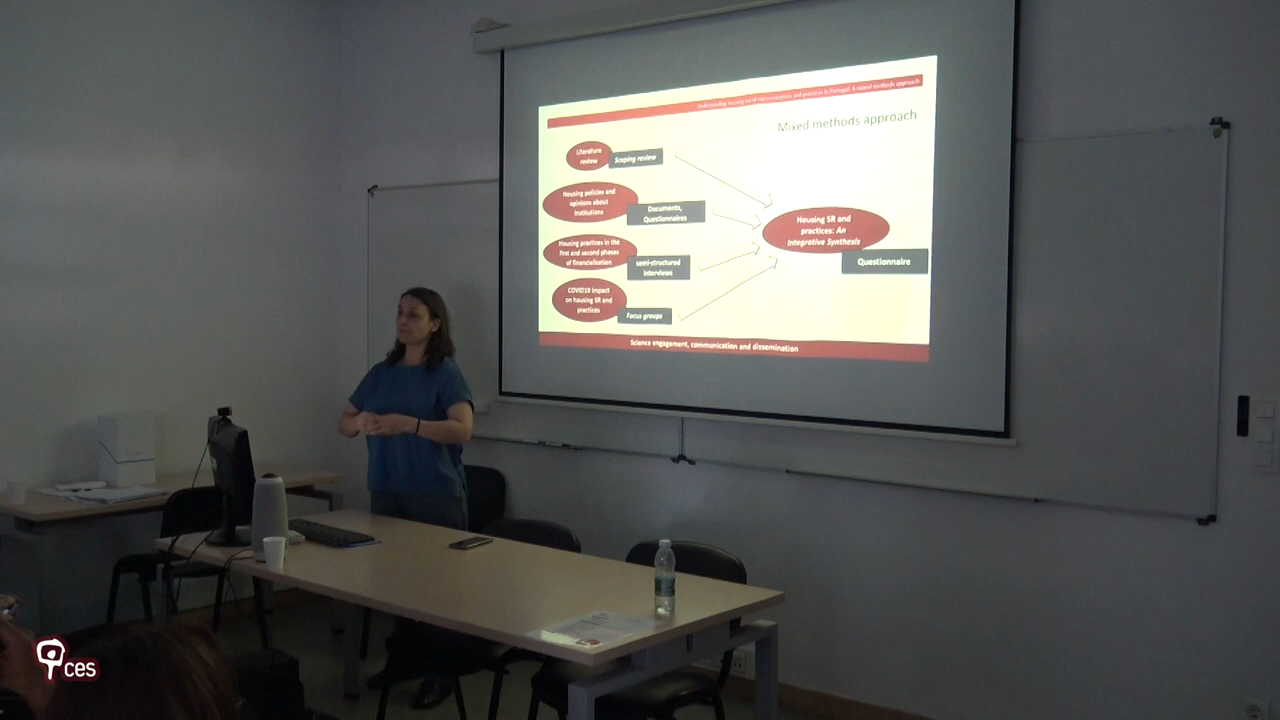 Understanding housing social representations and practices in Portugal: A mixed methods approach
Mixed methods approach
Literature
review
Scoping review
Housing policies and
opinions about
institutions
Documents,
Questionnaires
Housing practices in the
first and second phases
of financialisation
semi-structured
interviews
COVID19 impact
on housing SR and
practices
Focus groups
Housing SR and
practices: An
Integrative Synthesis
Questionnaire
Science engagement, communication and dissemination
ces